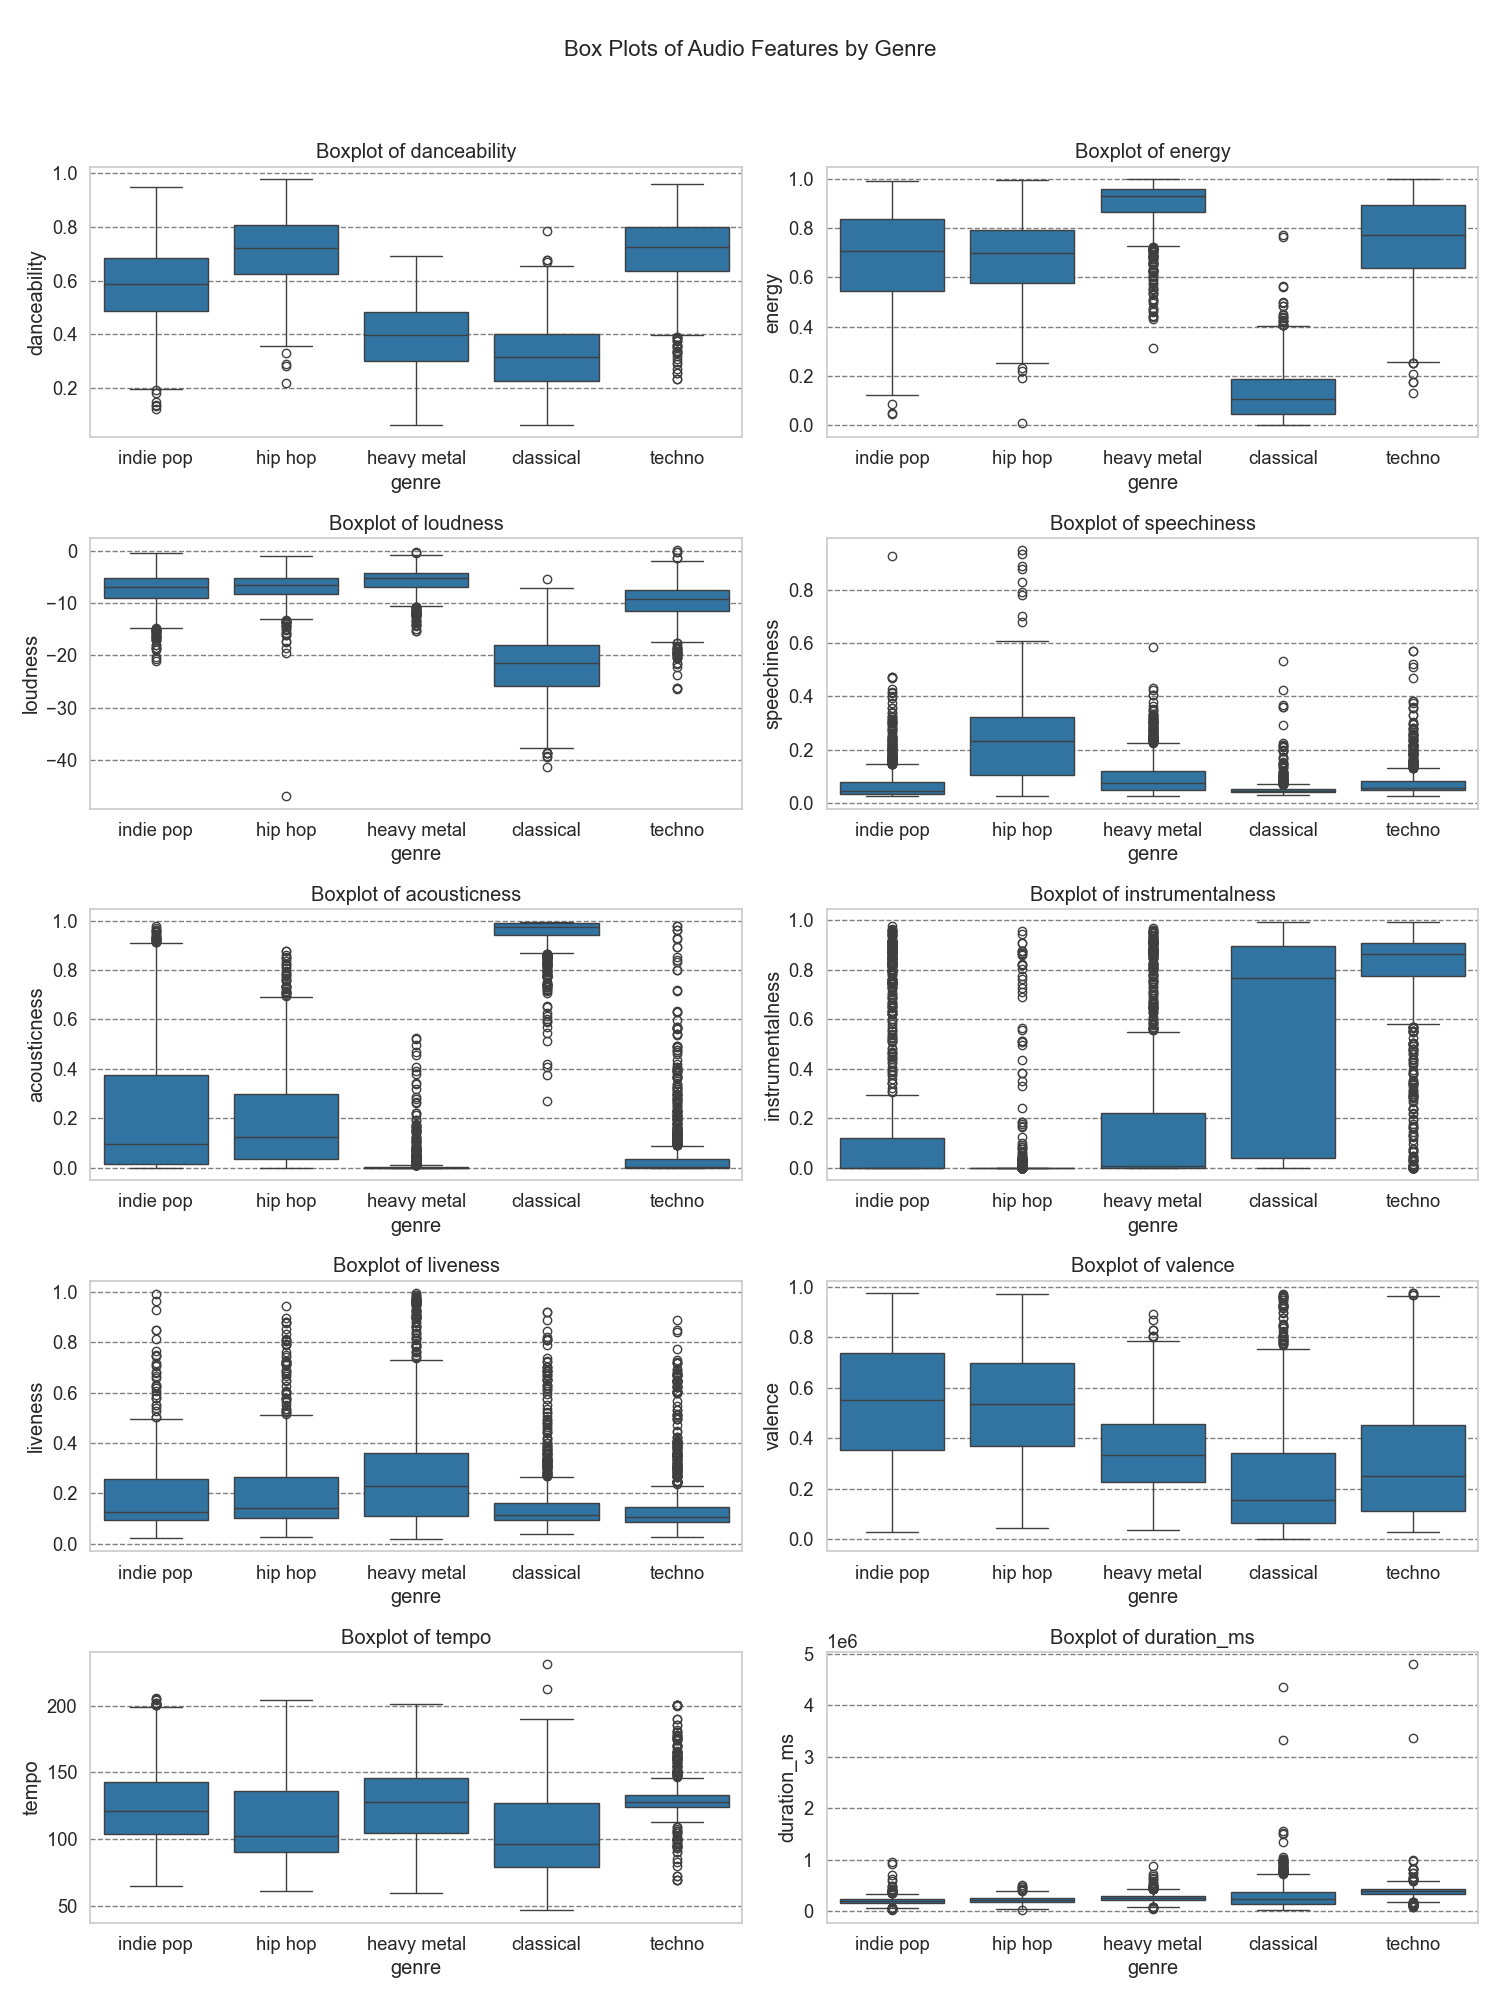 Box Plots of Audio Features by Genre
Boxplot of danceability
danceability
1.0
0.8
0.6
0.4
0.2
indie pop hip hop heavy metal classical techno
genre
Boxplot of energy
energy
1.0
0.8
0.6
0.4
0.2
0.0
indie pop hip hop heavy metal classical techno
genre
Boxplot of loudness
loudness
0
−10
−20
−30
−40
indie pop hip hop heavy metal classical techno
genre
Boxplot of speechiness
speechiness
0.8
0.6
0.4
0.2
0.0
indie pop hip hop heavy metal classical techno
genre
Boxplot of acousticness
acousticness
1.0
0.8
0.6
0.4
0.2
0.0
indie pop hip hop heavy metal classical techno
genre
Boxplot of instrumentalness
instrumentalness
1.0
0.8
0.6
0.4
0.2
0.0
indie pop hip hop heavy metal classical techno
genre
Boxplot of liveness
liveness
1.0
0.8
0.6
0.4
0.2
0.0
indie pop hip hop heavy metal classical techno
genre
Boxplot of valence
valence
1.0
0.8
0.6
0.4
0.2
0.0
indie pop hip hop heavy metal classical techno
genre
Boxplot of tempo
tempo
200
150
100
50
indie pop hip hop heavy metal classical techno
genre
Boxplot of duration_ms
1e6
duration_ms
5
4
3
2
1
0
indie pop hip hop heavy metal classical techno
genre